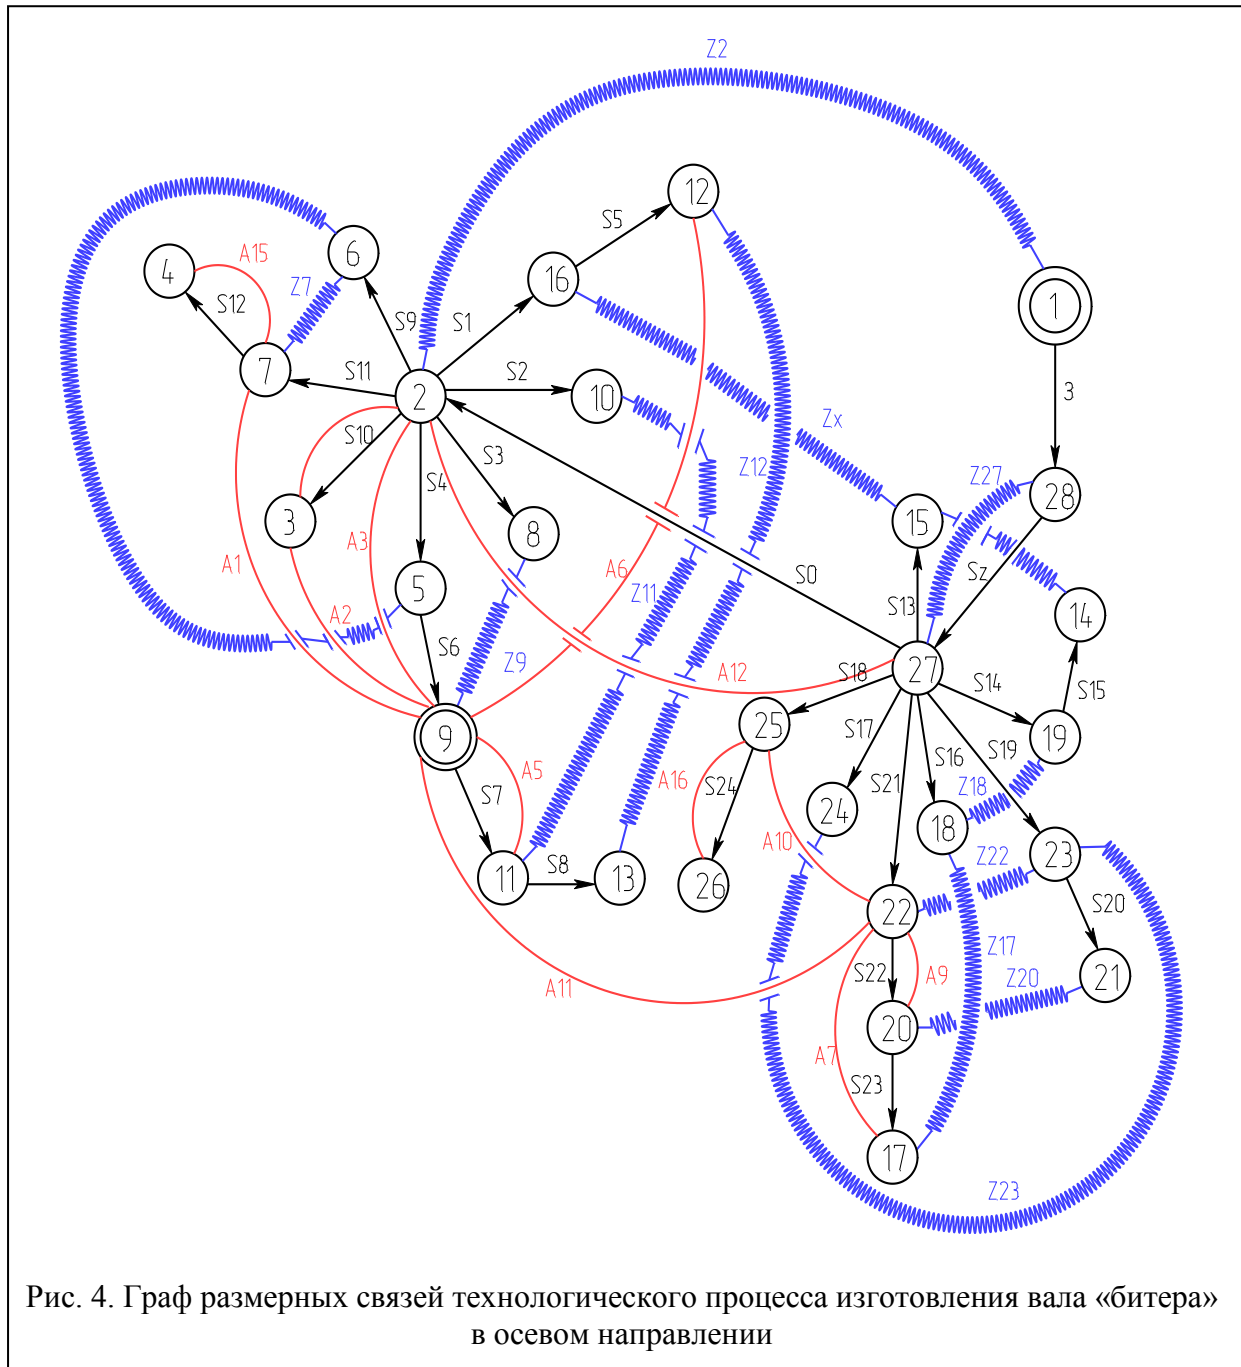 Z2
12
S5
6
A15
4
16
Z7
S12
1
S9
S1
7
S11
S2
3
2
10
Zx
S10
S3
Z12
S4
Z27
28
3
A3
8
15
A1
A6
S0
Sz
5
Z11
A2
S13
14
S6
Z9
A12
S18
27
S14
S15
9
25
S17
S16
S19
19
A5
S7
A16
S24
S21
Z18
24
18
A10
Z22
23
11
S8
13
26
22
S20
Z17
A11
S22
A9
Z20
21
20
A7
S23
17
Z23
Рис. 4. Граф размерных связей технологического процесса изготовления вала «битера»
в осевом направлении